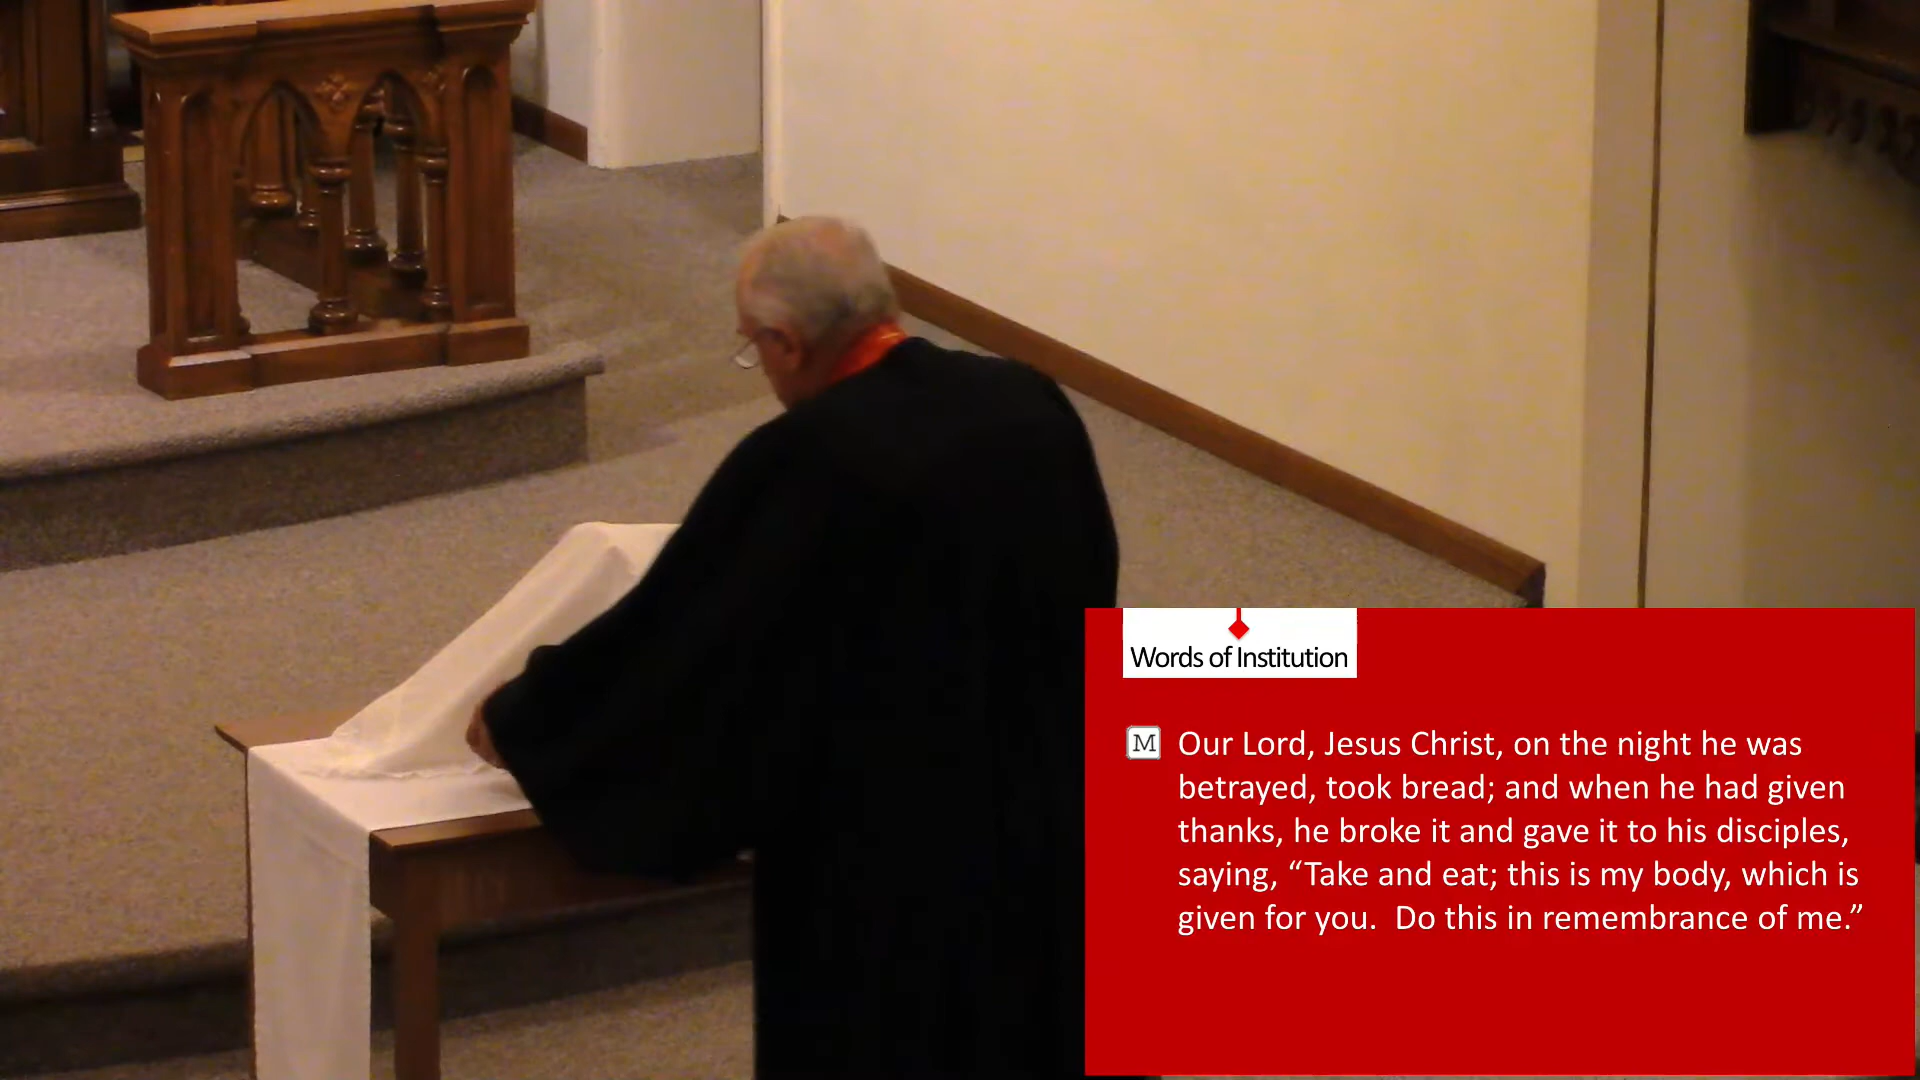 Words of Institution
M Our Lord, Jesus Christ, on the night he was
betrayed, took bread; and when he had given
thanks, he broke it and gave it to his disciples,
saying, “Take and eat; this is my body, which is
given for you.  Do this in remembrance of me.”